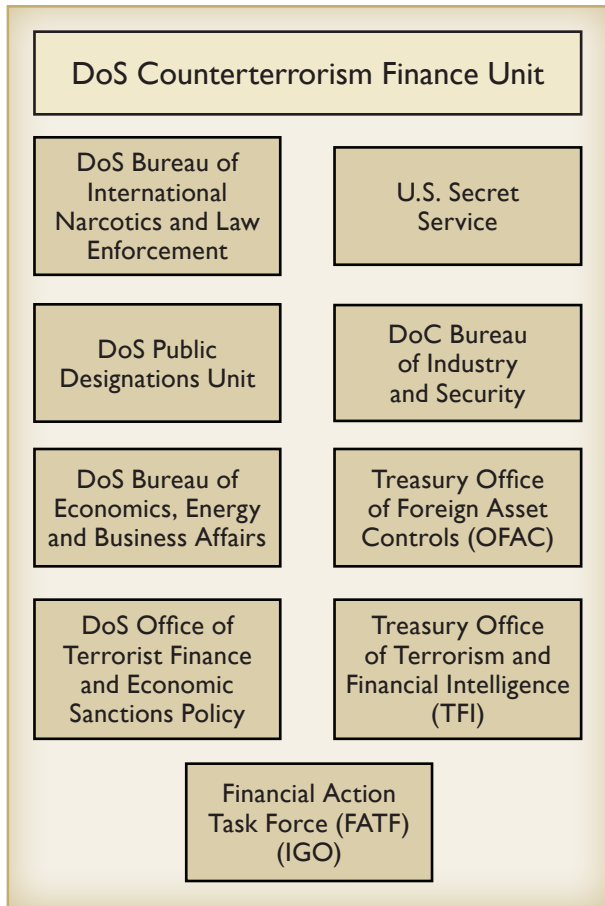 DoS Counterterrorism Finance Unit
DoS Bureau of
International
Narcotics and Law
Enforcement
U.S. Secret
Service
DoS Public
Designations Unit
DoC Bureau
of Industry
and Security
DoS Bureau of
Economics, Energy
and Business Affairs
Treasury Office
of Foreign Asset
Controls (OFAC)
DoS Office of
Terrorist Finance
and Economic
Sanctions Policy
Treasury Office
of Terrorism and
Financial Intelligence
(TFI)
Financial Action
Task Force (FATF)
(IGO)